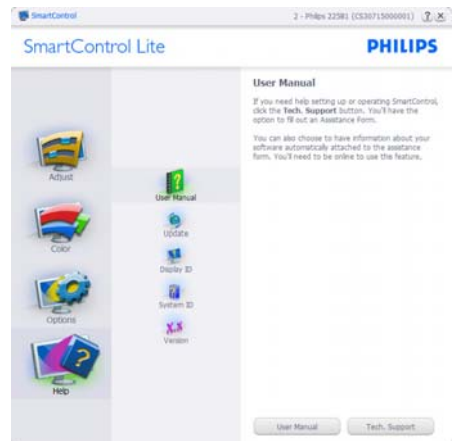 SmartControl
2 - Philips 225B1 (CS30715000001)
SmartControl Lite
PHILIPS
Adjust
Color
Options
Help
User Manual
Update
Display ID
System ID
X.X
Version
User Manual
If you need help setting up or operating SmartControl,
click the Tech. Support button. You'll have the
option to fill out an Assistance Form.
You can also choose to have information about your
software automatically attached to the assistance
form. You'll need to be online to use the feature.
User Manual
Tech. Support